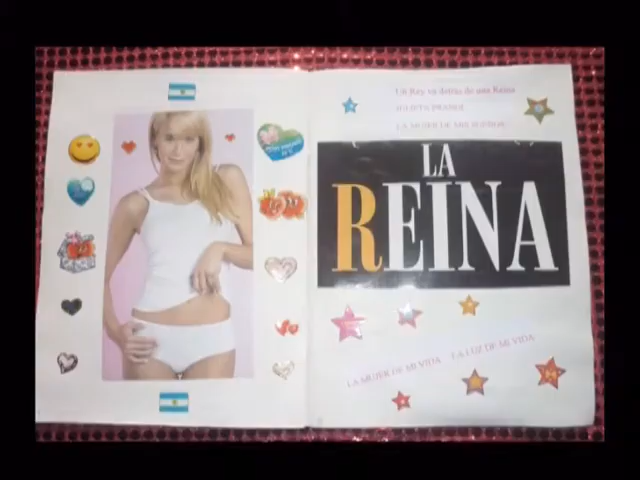 Un Rey va detrás de una Reina
JULIETA PRANDI
LA MUJER DE MIS SUEÑOS
LA
REINA
LA MUJER DE MI VIDA
LA LUZ DE MI VIDA